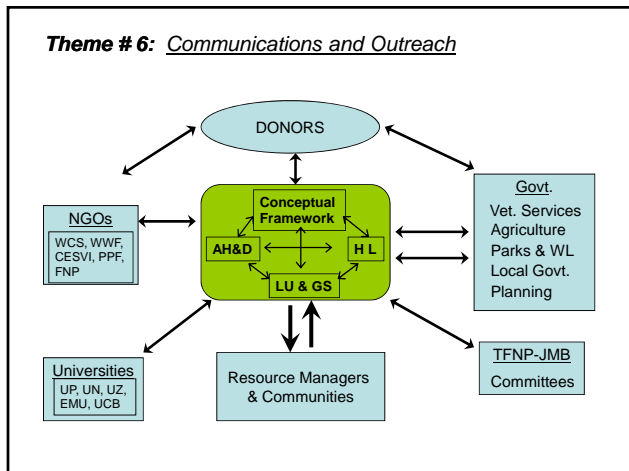 Theme # 6: Communications and Outreach
DONORS
NGOs
WCS, WWF,
CESVI, PPF,
FNP
Conceptual
Framework
AH&D
H L
LU & GS
Govt.
Vet. Services
Agriculture
Parks & WL
Local Govt.
Planning
Universities
UP, UN, UZ,
EMU, UCB
Resource Managers
& Communities
TFNP-JMB
Committees